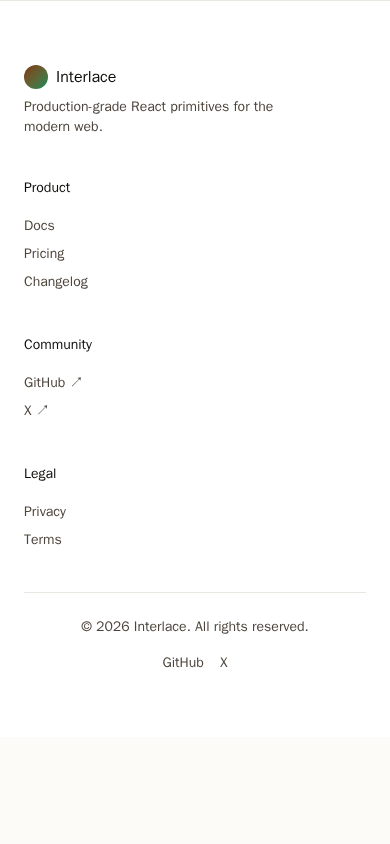 Interlace
Production-grade React primitives for the
modern web.
Product
Docs
Pricing
Changelog
Community
GitHub ↗
X ↗
Legal
Privacy
Terms
© 2026 Interlace. All rights reserved.
GitHub X